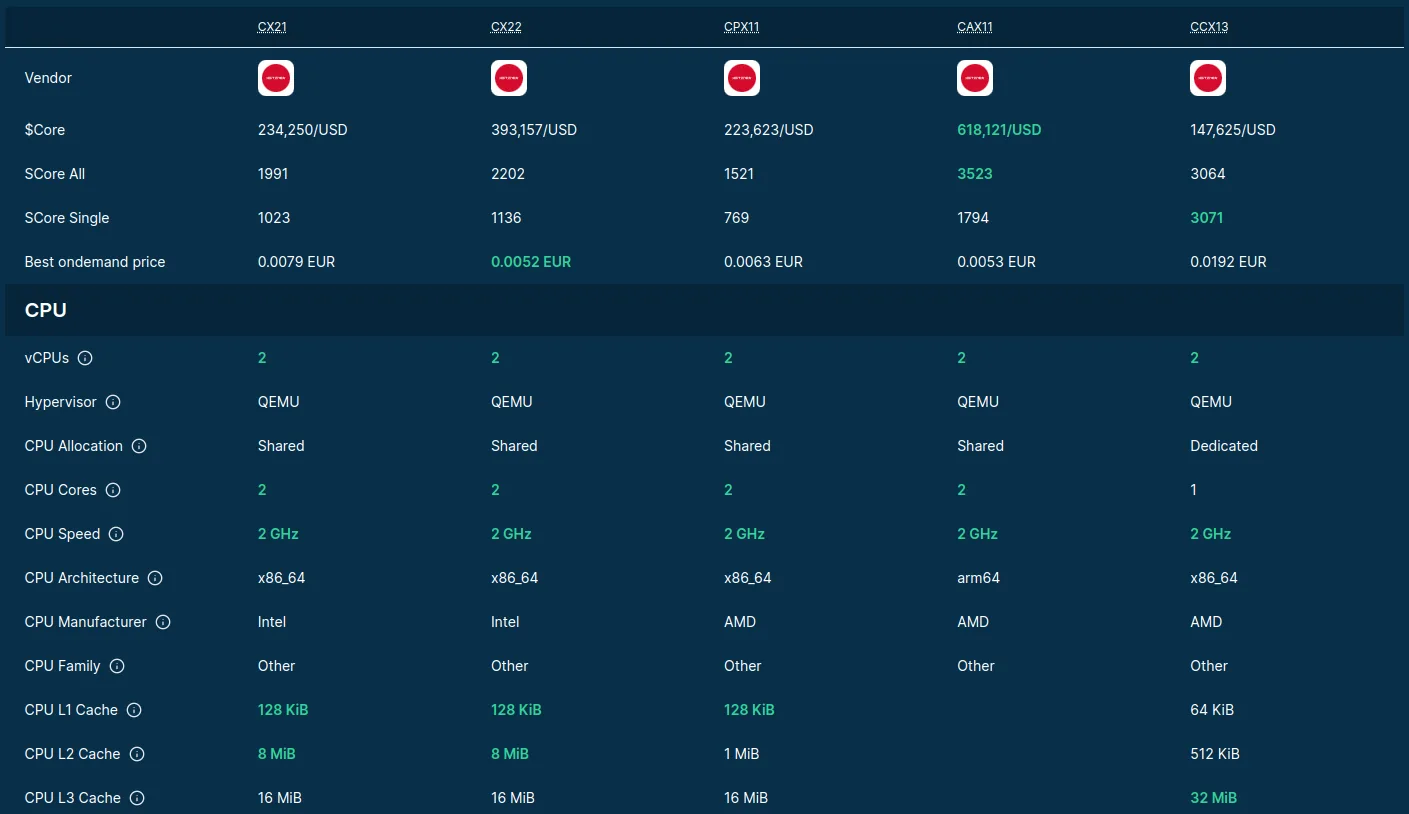 CX21 CX22 CPX11 CAX11 CCX13
Vendor
$Core 234,250/USD 393,157/USD 223,623/USD 618,121/USD 147,625/USD
SCore All 1991 2202 1521 3523 3064
SCore Single 1023 1136 769 1794 3071
Best ondemand price 0.0079 EUR 0.0052 EUR 0.0063 EUR 0.0053 EUR 0.0192 EUR
CPU
vCPUs 2 2 2 2 2
Hypervisor QEMU QEMU QEMU QEMU QEMU
CPU Allocation Shared Shared Shared Shared Dedicated
CPU Cores 2 2 2 2 1
CPU Speed 2 GHz 2 GHz 2 GHz 2 GHz 2 GHz
CPU Architecture x86_64 x86_64 x86_64 arm64 x86_64
CPU Manufacturer Intel Intel AMD AMD AMD
CPU Family Other Other Other Other Other
CPU L1 Cache 128 KiB 128 KiB 128 KiB 64 KiB
CPU L2 Cache 8 MiB 8 MiB 1 MiB 512 KiB
CPU L3 Cache 16 MiB 16 MiB 16 MiB 32 MiB